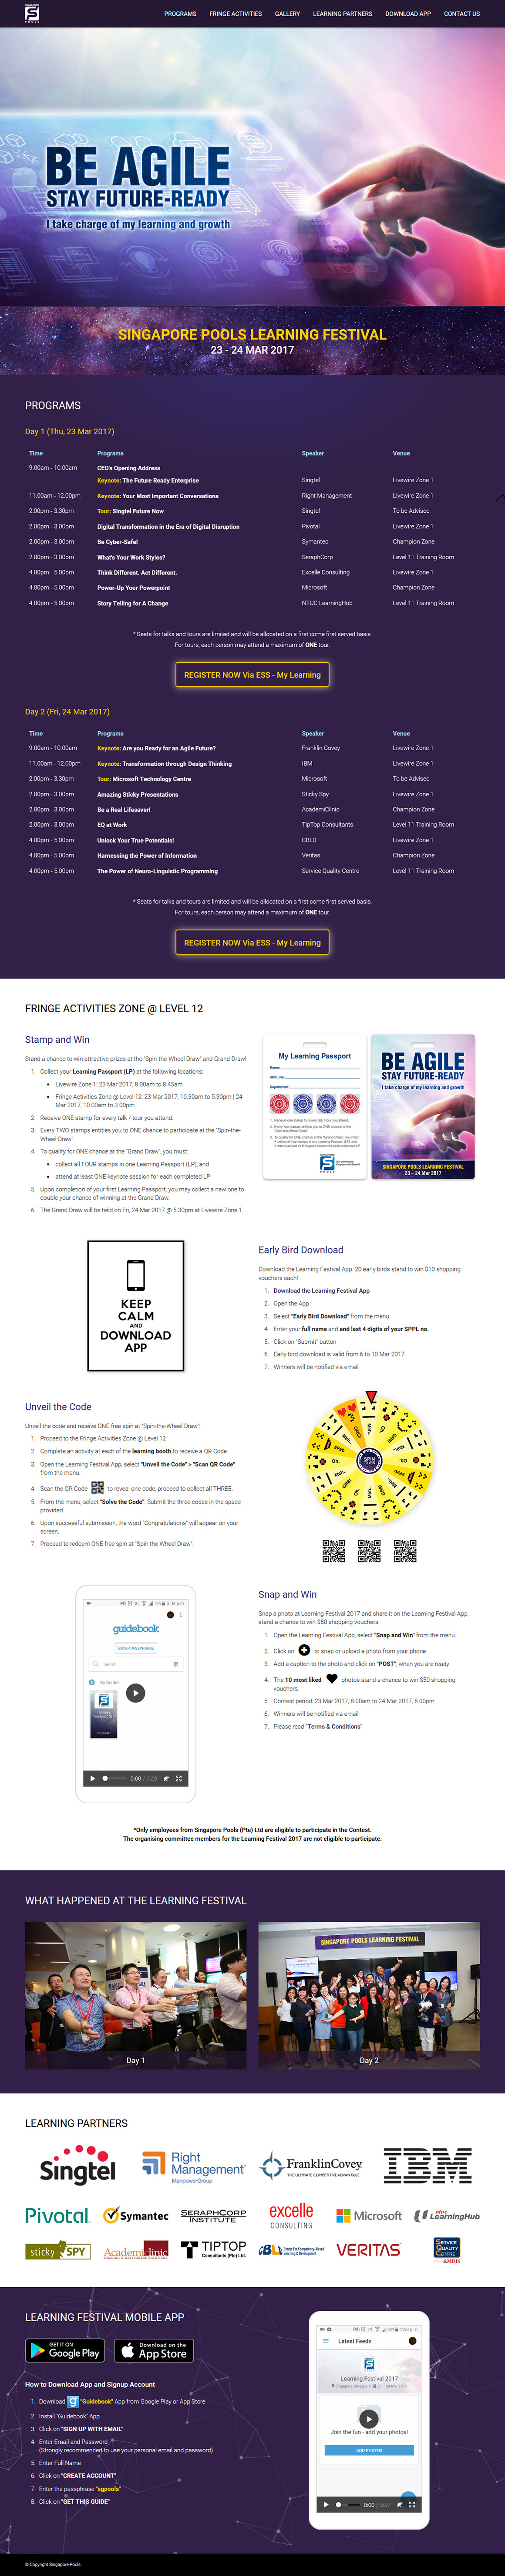 SINGAPORE
POOLS
PROGRAMS FRINGE ACTIVITIES GALLERY LEARNING PARTNERS DOWNLOAD APP CONTACT US
BE AGILE
STAY FUTURE-READY
I take charge of my learning and growth
SINGAPORE POOLS LEARNING FESTIVAL
23 - 24 MAR 2017
PROGRAMS
Day 1 (Thu, 23 Mar 2017)
Time Programs Speaker Venue
9.00am - 10.00am CEO's Opening Address
Keynote: The Future Ready Enterprise Singtel Livewire Zone 1
11.00am - 12.00pm Keynote: Your Most Important Conversations Right Management Livewire Zone 1
2:00pm - 3.30pm Tour: Singtel Future Now Singtel To be Advised
2.00pm - 3.00pm Digital Transformation in the Era of Digital Disruption Pivotal Livewire Zone 1
2.00pm - 3.00pm Be Cyber-Safe! Symantec Champion Zone
2.00pm - 3:00pm What's Your Work Styles? SeraphCorp Level 11 Training Room
4.00pm - 5.00pm Think Different. Act Different. Excelle Consulting Livewire Zone 1
4.00pm - 5.00pm Power-Up Your Powerpoint Microsoft Champion Zone
4.00pm - 5.00pm Story Telling for A Change NTUC LearningHub Level 11 Training Room
* Seats for talks and tours are limited and will be allocated on a first come first served basis.
For tours, each person may attend a maximum of ONE tour.
REGISTER NOW Via ESS - My Learning
Day 2 (Fri, 24 Mar 2017)
Time Programs Speaker Venue
9.00am - 10.00am Keynote: Are you Ready for an Agile Future? Franklin Covey Livewire Zone 1
11.00am - 12.00pm Keynote: Transformation through Design Thinking IBM Livewire Zone 1
2:00pm - 3.30pm Tour: Microsoft Technology Centre Microsoft To be Advised
2.00pm - 3.00pm Amazing Sticky Presentations Sticky Spy Livewire Zone 1
2.00pm - 3.00pm Be a Real Lifesaver! AcademiClinic Champion Zone
2.00pm - 3.00pm EQ at Work TipTop Consultants Level 11 Training Room
4.00pm - 5.00pm Unlock Your True Potentials! CBLD Livewire Zone 1
4.00pm - 5.00pm Harnessing the Power of Information Veritas Champion Zone
4.00pm - 5.00pm The Power of Neuro-Linguistic Programming Service Quality Centre Level 11 Training Room
* Seats for talks and tours are limited and will be allocated on a first come first served basis.
For tours, each person may attend a maximum of ONE tour.
REGISTER NOW Via ESS - My Learning
FRINGE ACTIVITIES ZONE @ LEVEL 12
Stamp and Win
Stand a chance to win attractive prizes at the "Spin-the-Wheel Draw" and Grand Draw!
1. Collect your Learning Passport (LP) at the following locations:
• Livewire Zone 1: 23 Mar 2017, 8.00am to 8.45am
• Fringe Activities Zone @ Level 12: 23 Mar 2017, 10.30am to 5.30pm | 24
Mar 2017, 10.00am to 3.00pm
2. Receive ONE stamp for every talk / tour you attend.
3. Every TWO stamps entitles you to ONE chance to participate at the "Spin-the-
Wheel Draw".
4. To qualify for ONE chance at the "Grand Draw", you must:
• collect all FOUR stamps in one Learning Passport (LP); and
• attend at least ONE keynote session for each completed LP
5. Upon completion of your first Learning Passport, you may collect a new one to
double your chance of winning at the Grand Draw.
6. The Grand Draw will be held on Fri, 24 Mar 2017 @ 5.30pm at Livewire Zone 1.
My Learning Passport
Name:
SPPL No.:
Department:
BE AGILE
STAY FUTURE-READY
I take charge of my learning and growth
SINGAPORE POOLS LEARNING FESTIVAL
23 – 24 Mar 2017
KEEP
CALM
AND
DOWNLOAD
APP
Early Bird Download
Download the Learning Festival App. 20 early birds stand to win $10 shopping
vouchers each!
1. Download the Learning Festival App
2. Open the App
3. Select "Early Bird Download" from the menu
4. Enter your full name and and last 4 digits of your SPPL no.
5. Click on "Submit" button
6. Early bird download is valid from 6 to 10 Mar 2017.
7. Winners will be notified via email
Unveil the Code
Unveil the code and receive ONE free spin at "Spin-the-Wheel Draw"!
1. Proceed to the Fringe Activities Zone @ Level 12
2. Complete an activity at each of the learning booth to receive a QR Code
3. Open the Learning Festival App, select "Unveil the Code" > "Scan QR Code"
from the menu.
4. Scan the QR Code to reveal one code, proceed to collect all THREE.
5. From the menu, select "Solve the Code". Submit the three codes in the space
provided.
6. Upon successful submission, the word "Congratulations" will appear on your
screen.
7. Proceed to redeem ONE free spin at "Spin the Wheel Draw".
SPIN
TO WIN
guidebook
ENTER PASSPHRASE
Search
My Guides
0:00 / 0:25
Snap and Win
Snap a photo at Learning Festival 2017 and share it on the Learning Festival App,
stand a chance to win $50 shopping vouchers.
1. Open the Learning Festival App, select "Snap and Win" from the menu.
2. Click on to snap or upload a photo from your phone
3. Add a caption to the photo and click on "POST", when you are ready
4. The 10 most liked photos stand a chance to win $50 shopping
vouchers.
5. Contest period: 23 Mar 2017, 8.00am to 24 Mar 2017, 5.00pm.
6. Winners will be notified via email
7. Please read "Terms & Conditions"
*Only employees from Singapore Pools (Pte) Ltd are eligible to participate in the Contest.
The organising committee members for the Learning Festival 2017 are not eligible to participate.
WHAT HAPPENED AT THE LEARNING FESTIVAL
SINGAPORE POOLS LEARNING FESTIVAL
Day 1
Day 2
LEARNING PARTNERS
Singtel
Right
Management
ManpowerGroup
FranklinCovey
THE ULTIMATE COMPETITIVE ADVANTAGE
IBM
Pivotal
Symantec
SERAPHCORP
INSTITUTE
excelle
CONSULTING
Microsoft
ntuc LearningHub
sticky SPY
Academiclinic
TIPTOP
Consultants (Pte) Ltd.
CBLD Center For Competency-Based
Learning & Development
VERITAS
SERVICE
QUALITY
CENTRE
MDIS
LEARNING FESTIVAL MOBILE APP
GET IT ON
Google Play
Download on the
App Store
How to Download App and Signup Account
1. Download "Guidebook" App from Google Play or App Store
2. Install "Guidebook" App
3. Click on "SIGN UP WITH EMAIL"
4. Enter Email and Password
(Strongly recommended to use your personal email and password)
5. Enter Full Name
6. Click on "CREATE ACCOUNT"
7. Enter the passphrase "sgpools"
8. Click on "GET THIS GUIDE"
Latest Feeds
Learning Festival 2017
Join the fun - add your photos!
ADD PHOTOS
0:00 / 0:57
© Copyright Singapore Pools